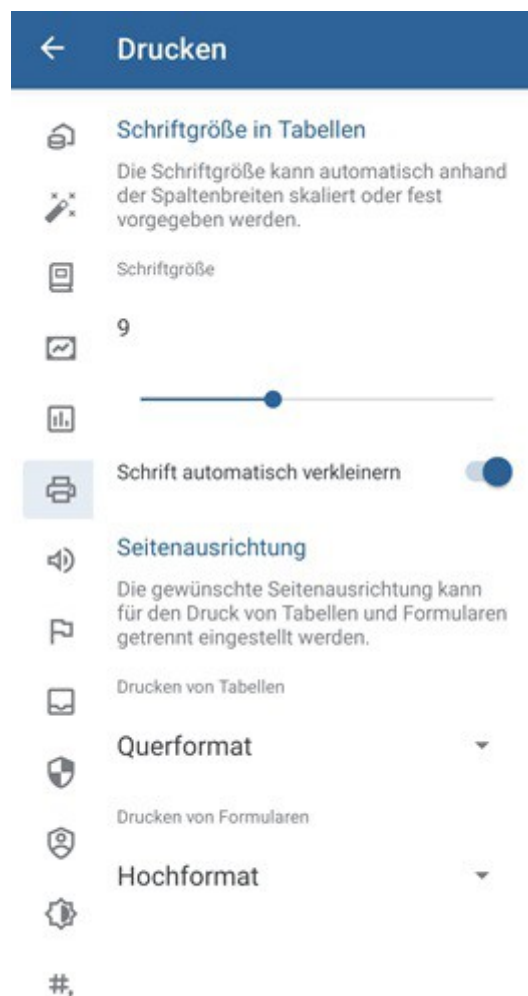 Drucken
Schriftgröße in Tabellen
Die Schriftgröße kann automatisch anhand
der Spaltenbreiten skaliert oder fest
vorgegeben werden.
Schriftgröße
9
Schrift automatisch verkleinern
Seitenausrichtung
Die gewünschte Seitenausrichtung kann
für den Druck von Tabellen und Formularen
getrennt eingestellt werden.
Drucken von Tabellen
Querformat
Drucken von Formularen
Hochformat
#,